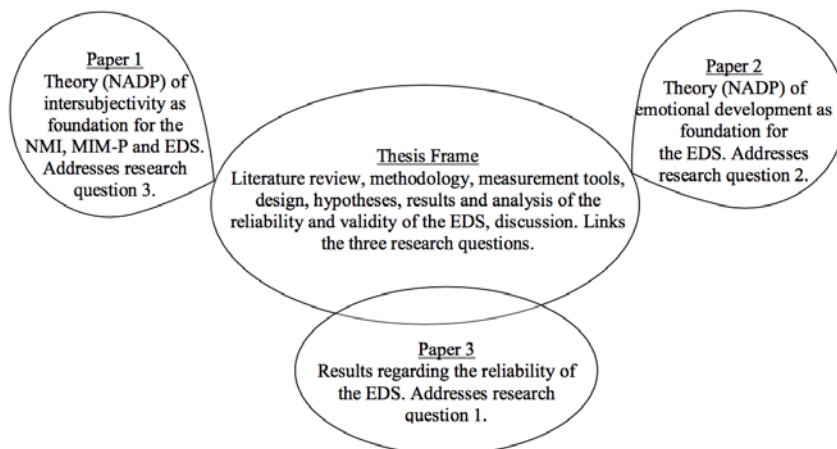 Paper 1
Theory (NADP) of
intersubjectivity as
foundation for the
NMI, MIM-P and EDS.
Addresses research
question 3.
Paper 2
Theory (NADP) of
emotional development as
foundation for
the EDS. Addresses
research question 2.
Thesis Frame
Literature review, methodology, measurement tools,
design, hypotheses, results and analysis of the
reliability and validity of the EDS, discussion. Links
the three research questions.
Paper 3
Results regarding the reliability of
the EDS. Addresses research
question 1.